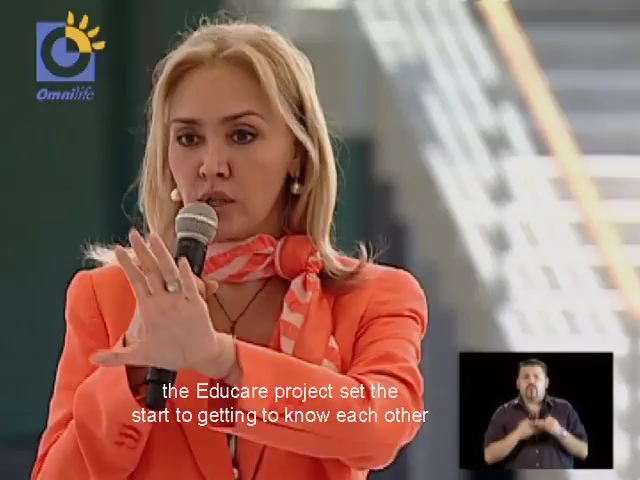 Omnilife
the Educare project set the
start to getting to know each other